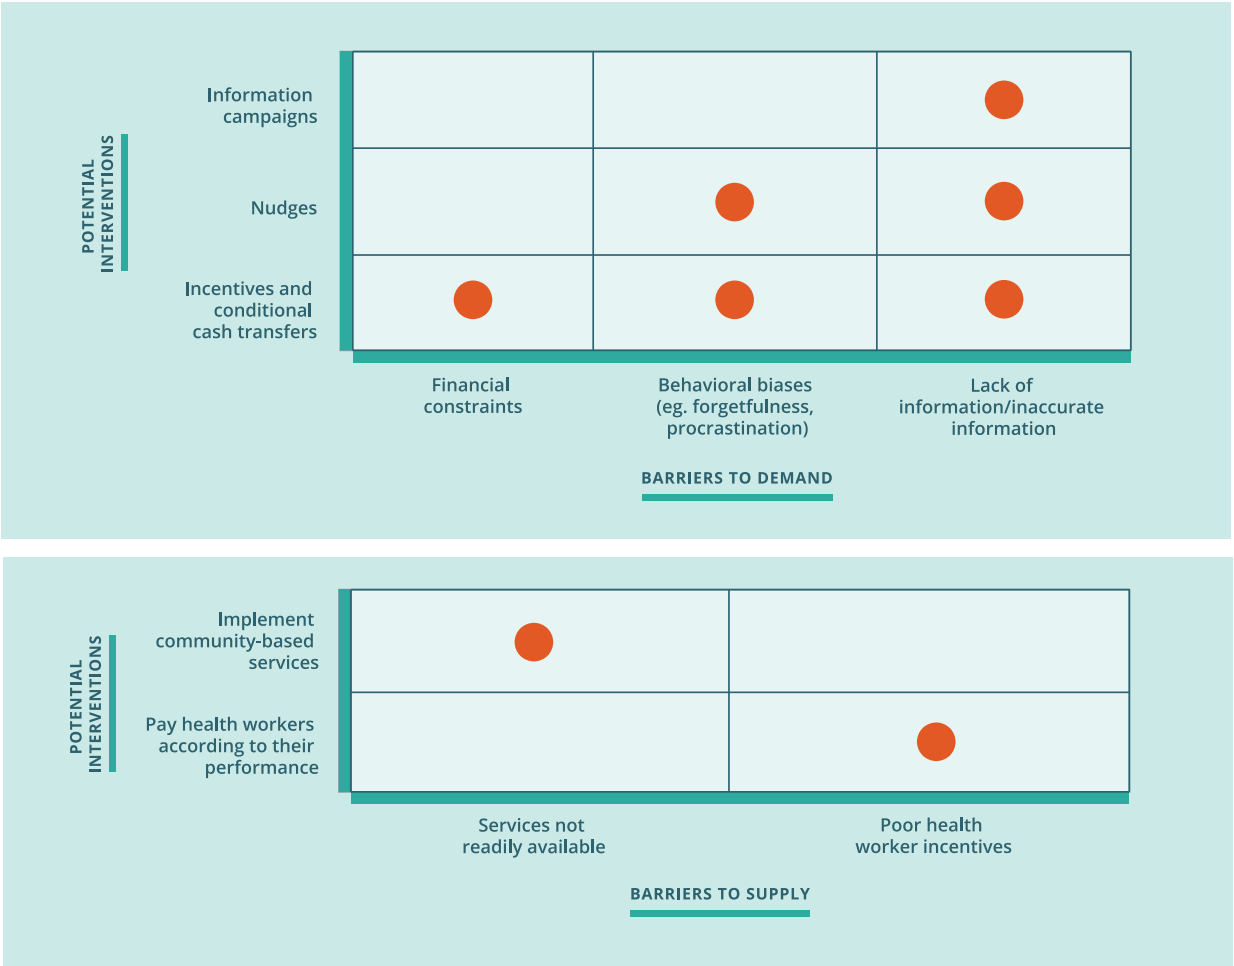 POTENTIAL
INTERVENTIONS
Information
campaigns
Nudges
Incentives and
conditional
cash transfers
Financial
constraints
Behavioral biases
(eg. forgetfulness,
procrastination)
Lack of
information/inaccurate
information
BARRIERS TO DEMAND
POTENTIAL
INTERVENTIONS
Implement
community-based
services
Pay health workers
according to their
performance
Services not
readily available
Poor health
worker incentives
BARRIERS TO SUPPLY